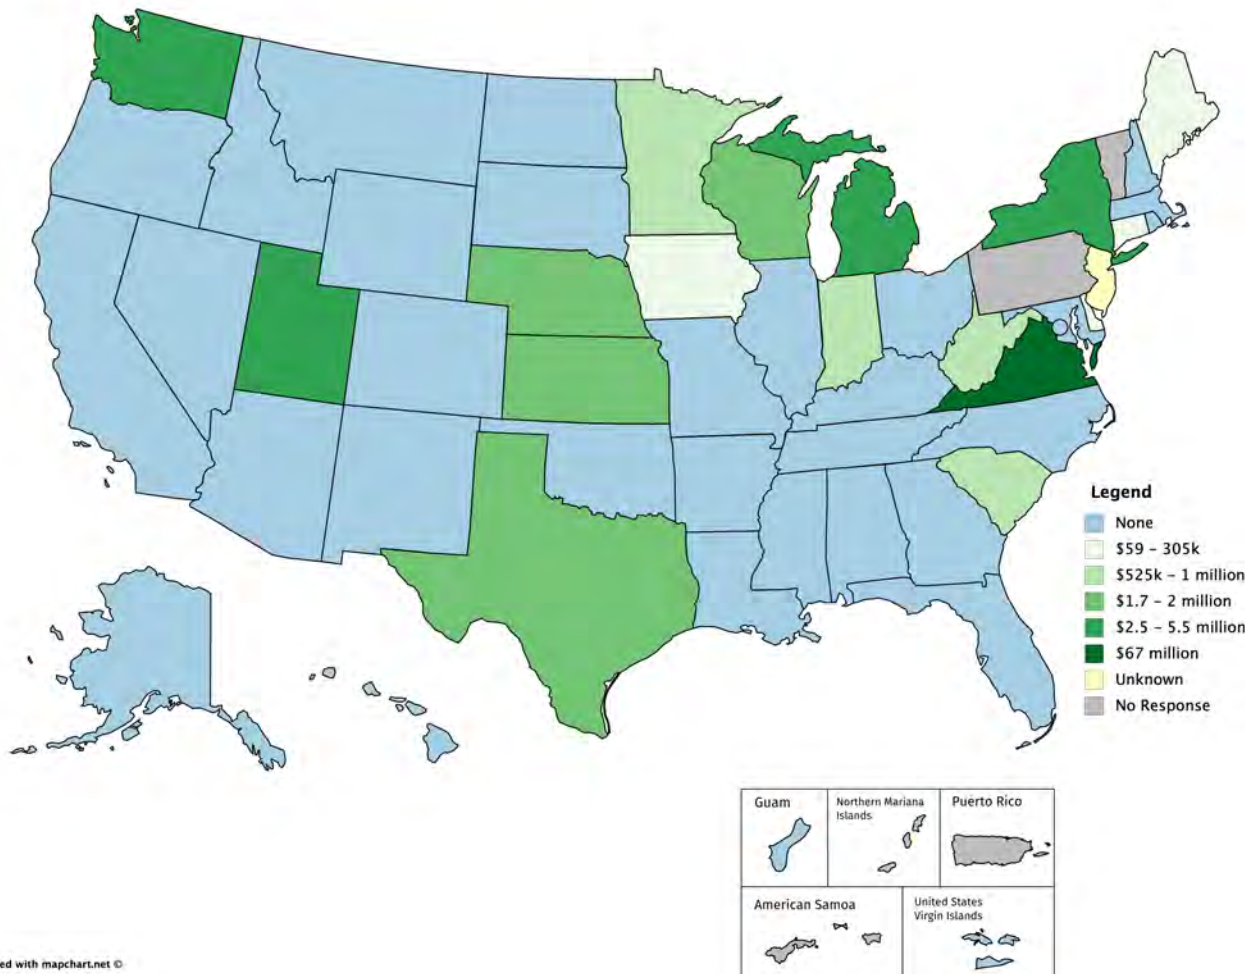 Legend
None
$59 – 305k
$525k – 1 million
$1.7 – 2 million
$2.5 – 5.5 million
$67 million
Unknown
No Response
Guam
Northern Mariana
Islands
Puerto Rico
American Samoa
United States
Virgin Islands
ed with mapchart.net ©